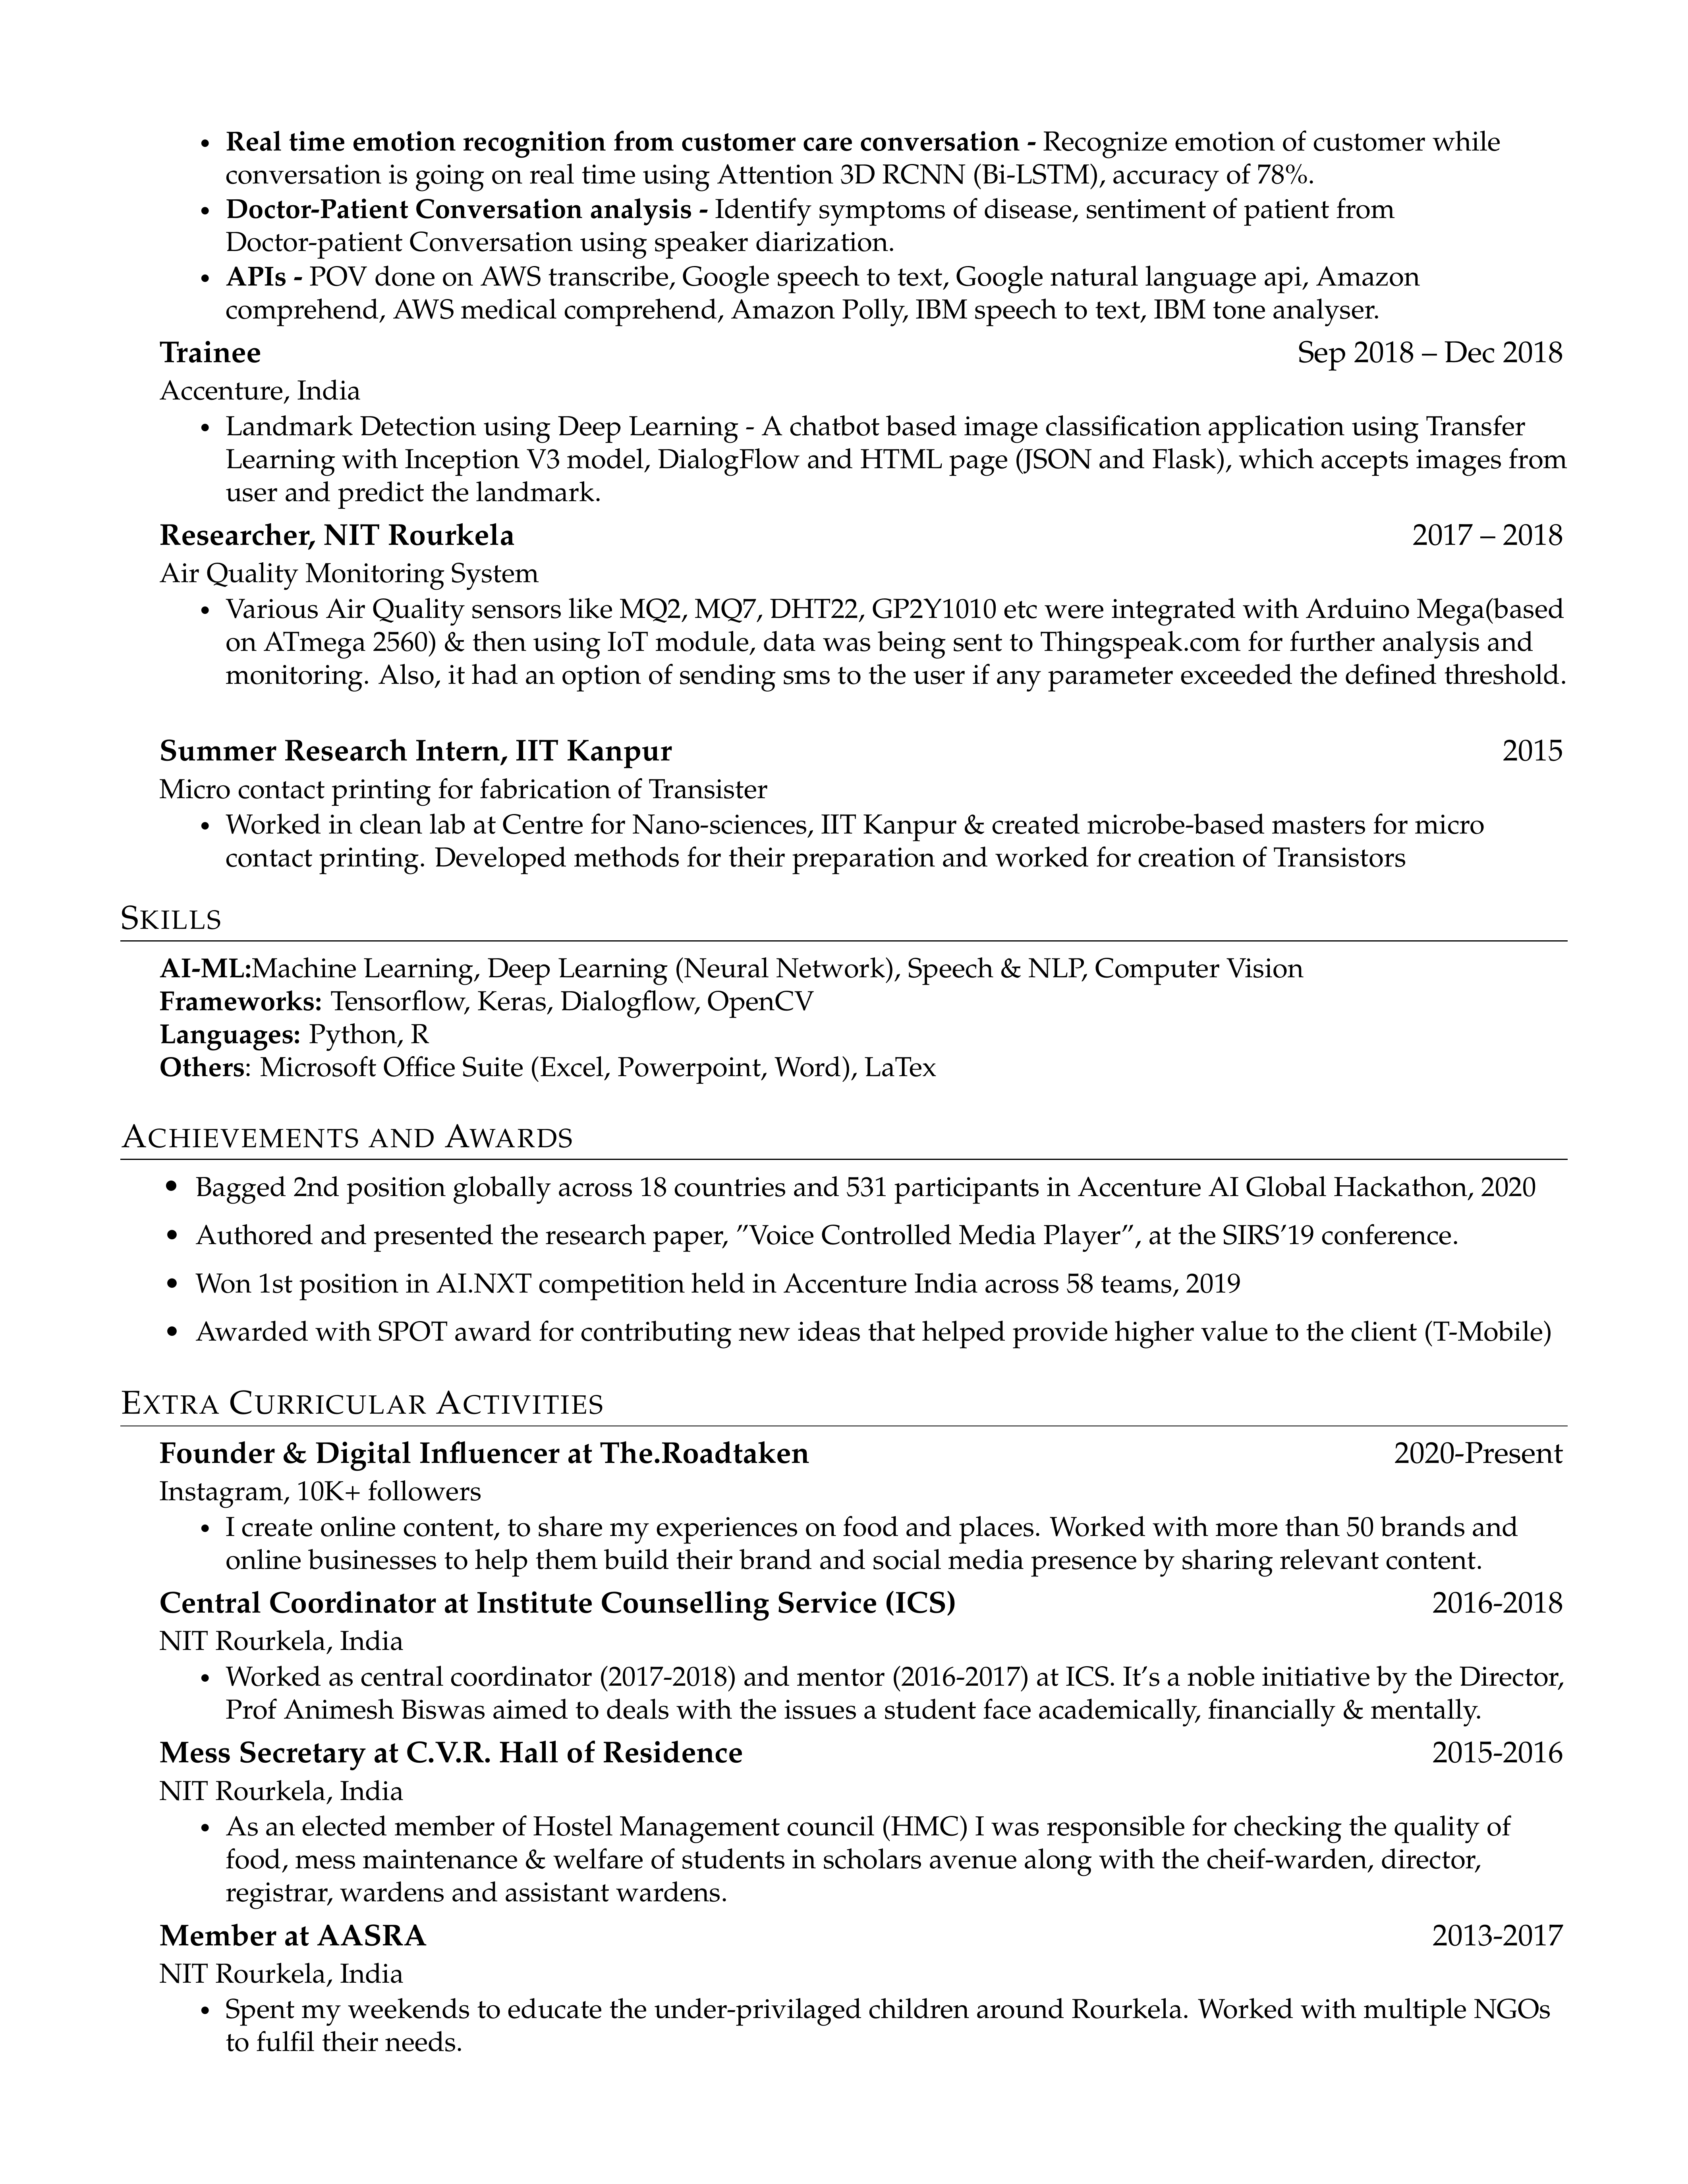 • Real time emotion recognition from customer care conversation - Recognize emotion of customer while
conversation is going on real time using Attention 3D RCNN (Bi-LSTM), accuracy of 78%.
• Doctor-Patient Conversation analysis - Identify symptoms of disease, sentiment of patient from
Doctor-patient Conversation using speaker diarization.
• APIs - POV done on AWS transcribe, Google speech to text, Google natural language api, Amazon
comprehend, AWS medical comprehend, Amazon Polly, IBM speech to text, IBM tone analyser.
Trainee Sep 2018 – Dec 2018
Accenture, India
• Landmark Detection using Deep Learning - A chatbot based image classification application using Transfer
Learning with Inception V3 model, DialogFlow and HTML page (JSON and Flask), which accepts images from
user and predict the landmark.
Researcher, NIT Rourkela 2017 – 2018
Air Quality Monitoring System
• Various Air Quality sensors like MQ2, MQ7, DHT22, GP2Y1010 etc were integrated with Arduino Mega(based
on ATmega 2560) & then using IoT module, data was being sent to Thingspeak.com for further analysis and
monitoring. Also, it had an option of sending sms to the user if any parameter exceeded the defined threshold.
Summer Research Intern, IIT Kanpur 2015
Micro contact printing for fabrication of Transister
• Worked in clean lab at Centre for Nano-sciences, IIT Kanpur & created microbe-based masters for micro
contact printing. Developed methods for their preparation and worked for creation of Transistors
SKILLS
AI-ML:Machine Learning, Deep Learning (Neural Network), Speech & NLP, Computer Vision
Frameworks: Tensorflow, Keras, Dialogflow, OpenCV
Languages: Python, R
Others: Microsoft Office Suite (Excel, Powerpoint, Word), LaTex
ACHIEVEMENTS AND AWARDS
• Bagged 2nd position globally across 18 countries and 531 participants in Accenture AI Global Hackathon, 2020
• Authored and presented the research paper, ”Voice Controlled Media Player”, at the SIRS’19 conference.
• Won 1st position in AI.NXT competition held in Accenture India across 58 teams, 2019
• Awarded with SPOT award for contributing new ideas that helped provide higher value to the client (T-Mobile)
EXTRA CURRICULAR ACTIVITIES
Founder & Digital Influencer at The.Roadtaken 2020-Present
Instagram, 10K+ followers
• I create online content, to share my experiences on food and places. Worked with more than 50 brands and
online businesses to help them build their brand and social media presence by sharing relevant content.
Central Coordinator at Institute Counselling Service (ICS) 2016-2018
NIT Rourkela, India
• Worked as central coordinator (2017-2018) and mentor (2016-2017) at ICS. It’s a noble initiative by the Director,
Prof Animesh Biswas aimed to deals with the issues a student face academically, financially & mentally.
Mess Secretary at C.V.R. Hall of Residence 2015-2016
NIT Rourkela, India
• As an elected member of Hostel Management council (HMC) I was responsible for checking the quality of
food, mess maintenance & welfare of students in scholars avenue along with the cheif-warden, director,
registrar, wardens and assistant wardens.
Member at AASRA 2013-2017
NIT Rourkela, India
• Spent my weekends to educate the under-privilaged children around Rourkela. Worked with multiple NGOs
to fulfil their needs.